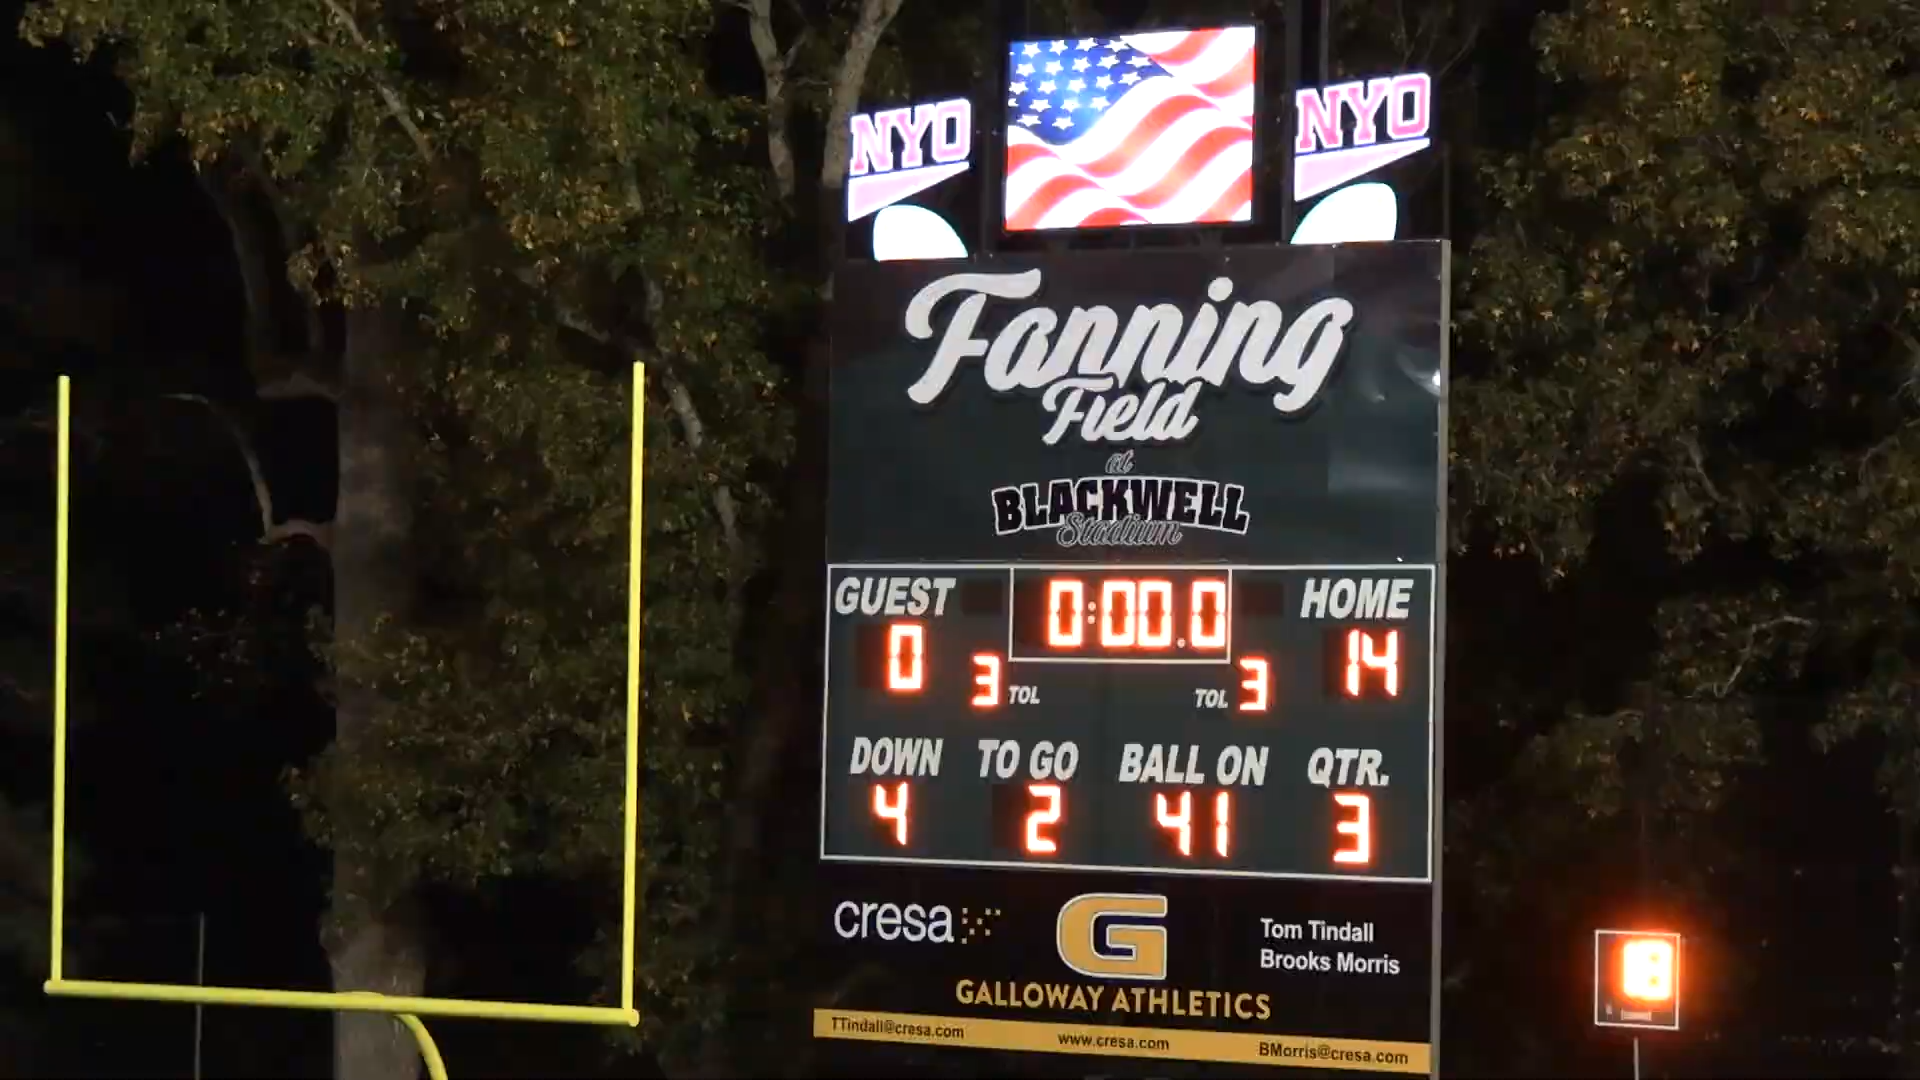 NYO NYO
Fanning
Field
at
BLACKWELL
Stadium
GUEST 0:00.0 HOME
0 3 TOL TOL 3 14
DOWN TO GO BALL ON QTR.
4 2 41 3
cresa G Tom Tindall
Brooks Morris
GALLOWAY ATHLETICS
TTindall@cresa.com www.cresa.com BMorris@cresa.com